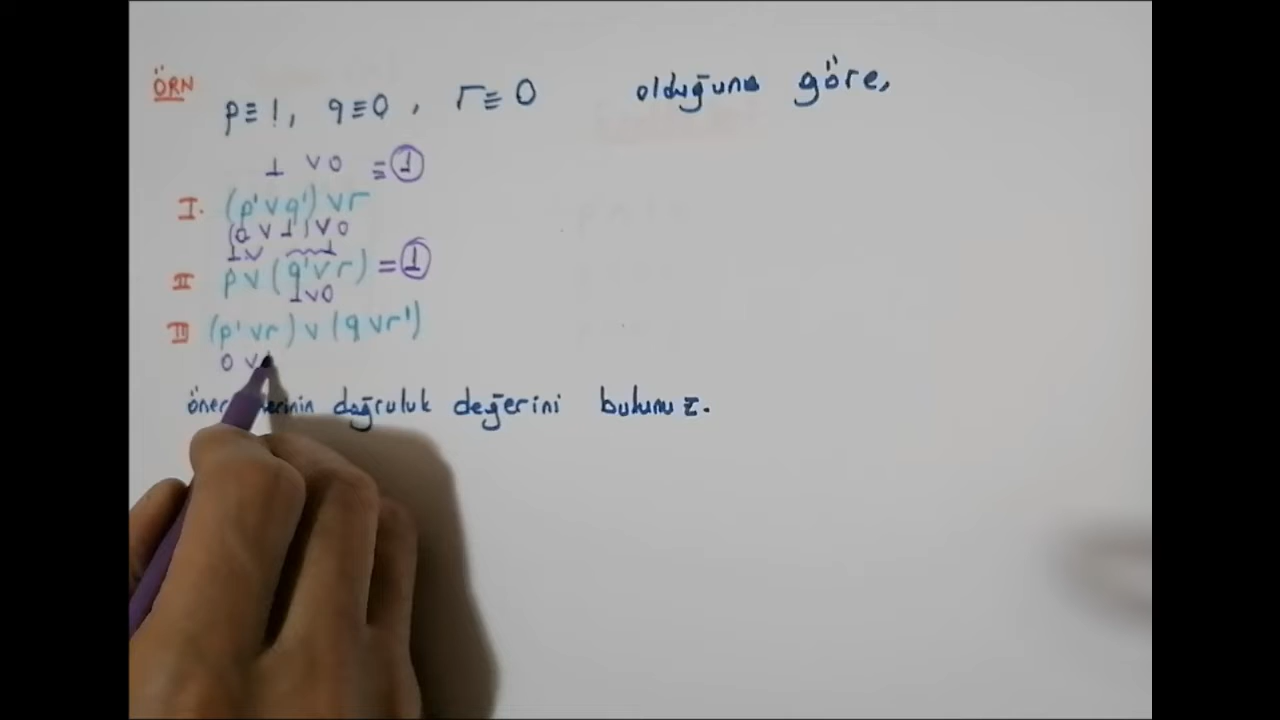 ÖRN
p≡1, q≡0, r≡0 olduğuna göre,
1 ∨ 0 ≡ 1
I. (p' ∨ q') ∨ r
(0 ∨ 1) ∨ 0
1 ∨
II p ∨ (q' ∨ r) = 1
1 ∨ 0
III (p' ∨ r) ∨ (q ∨ r')
0 ∨
doğruluk değerini bulunuz.